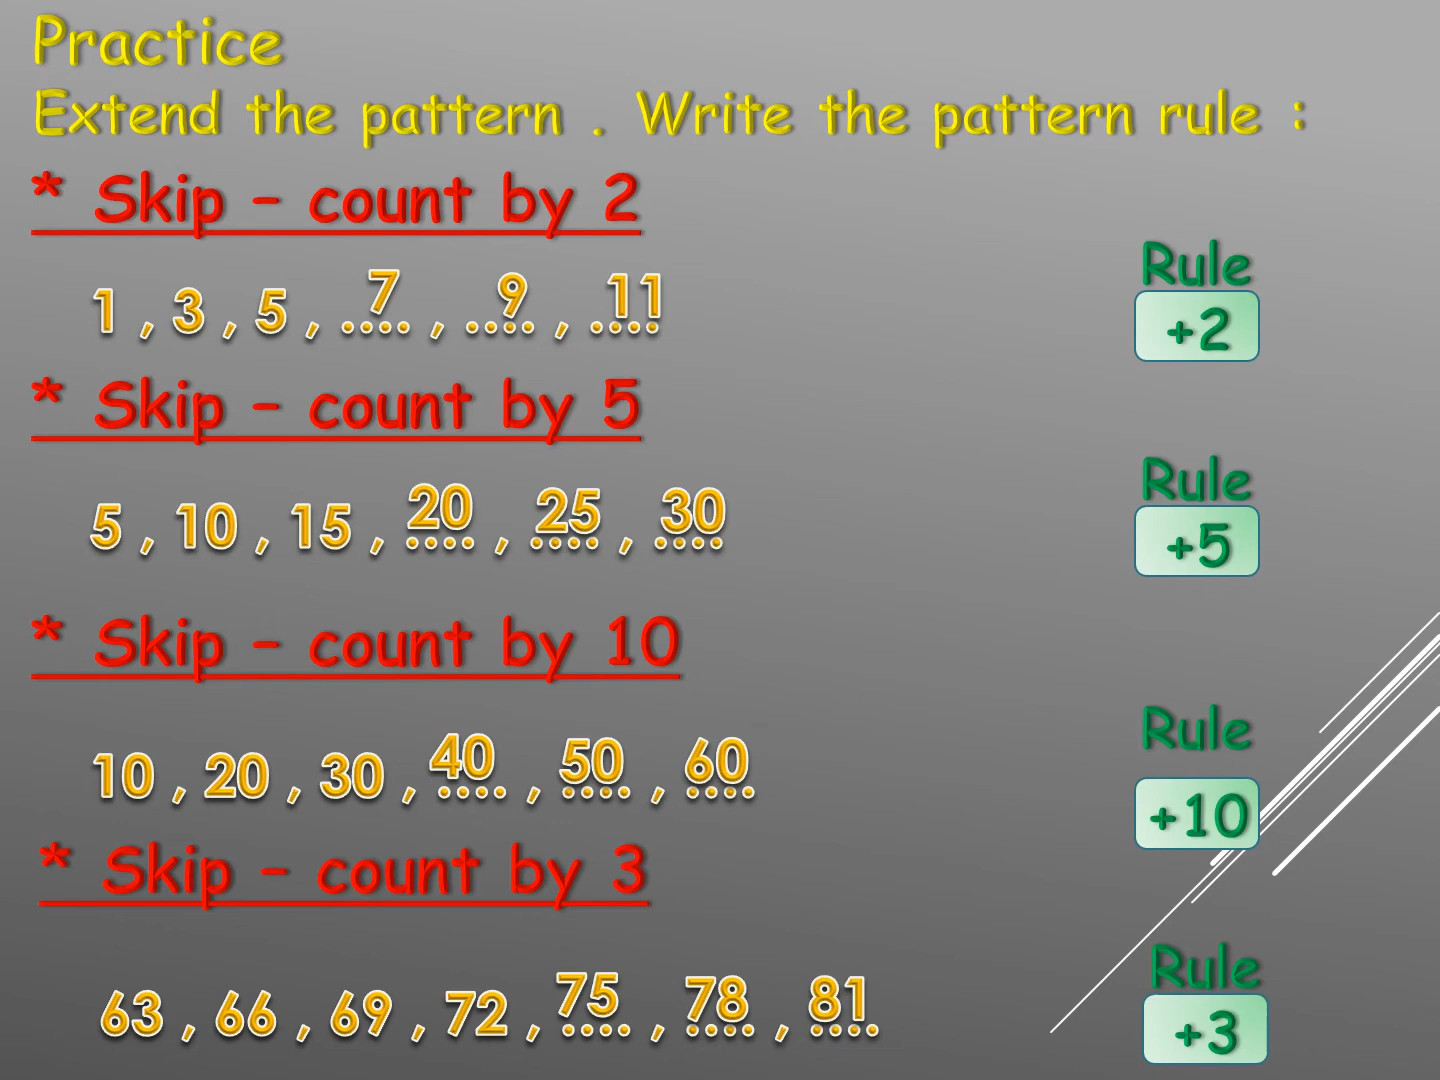 Practice
Extend the pattern . Write the pattern rule :
* Skip – count by 2
Rule
1 , 3 , 5 , ....7 , ....9 , ....11
+2
* Skip – count by 5
Rule
5 , 10 , 15 , ....20 , ....25 , ....30
+5
* Skip – count by 10
Rule
10 , 20 , 30 , ....40 , ....50 , ....60
+10
* Skip – count by 3
Rule
63 , 66 , 69 , 72 , ....75 , ....78 , ....81
+3